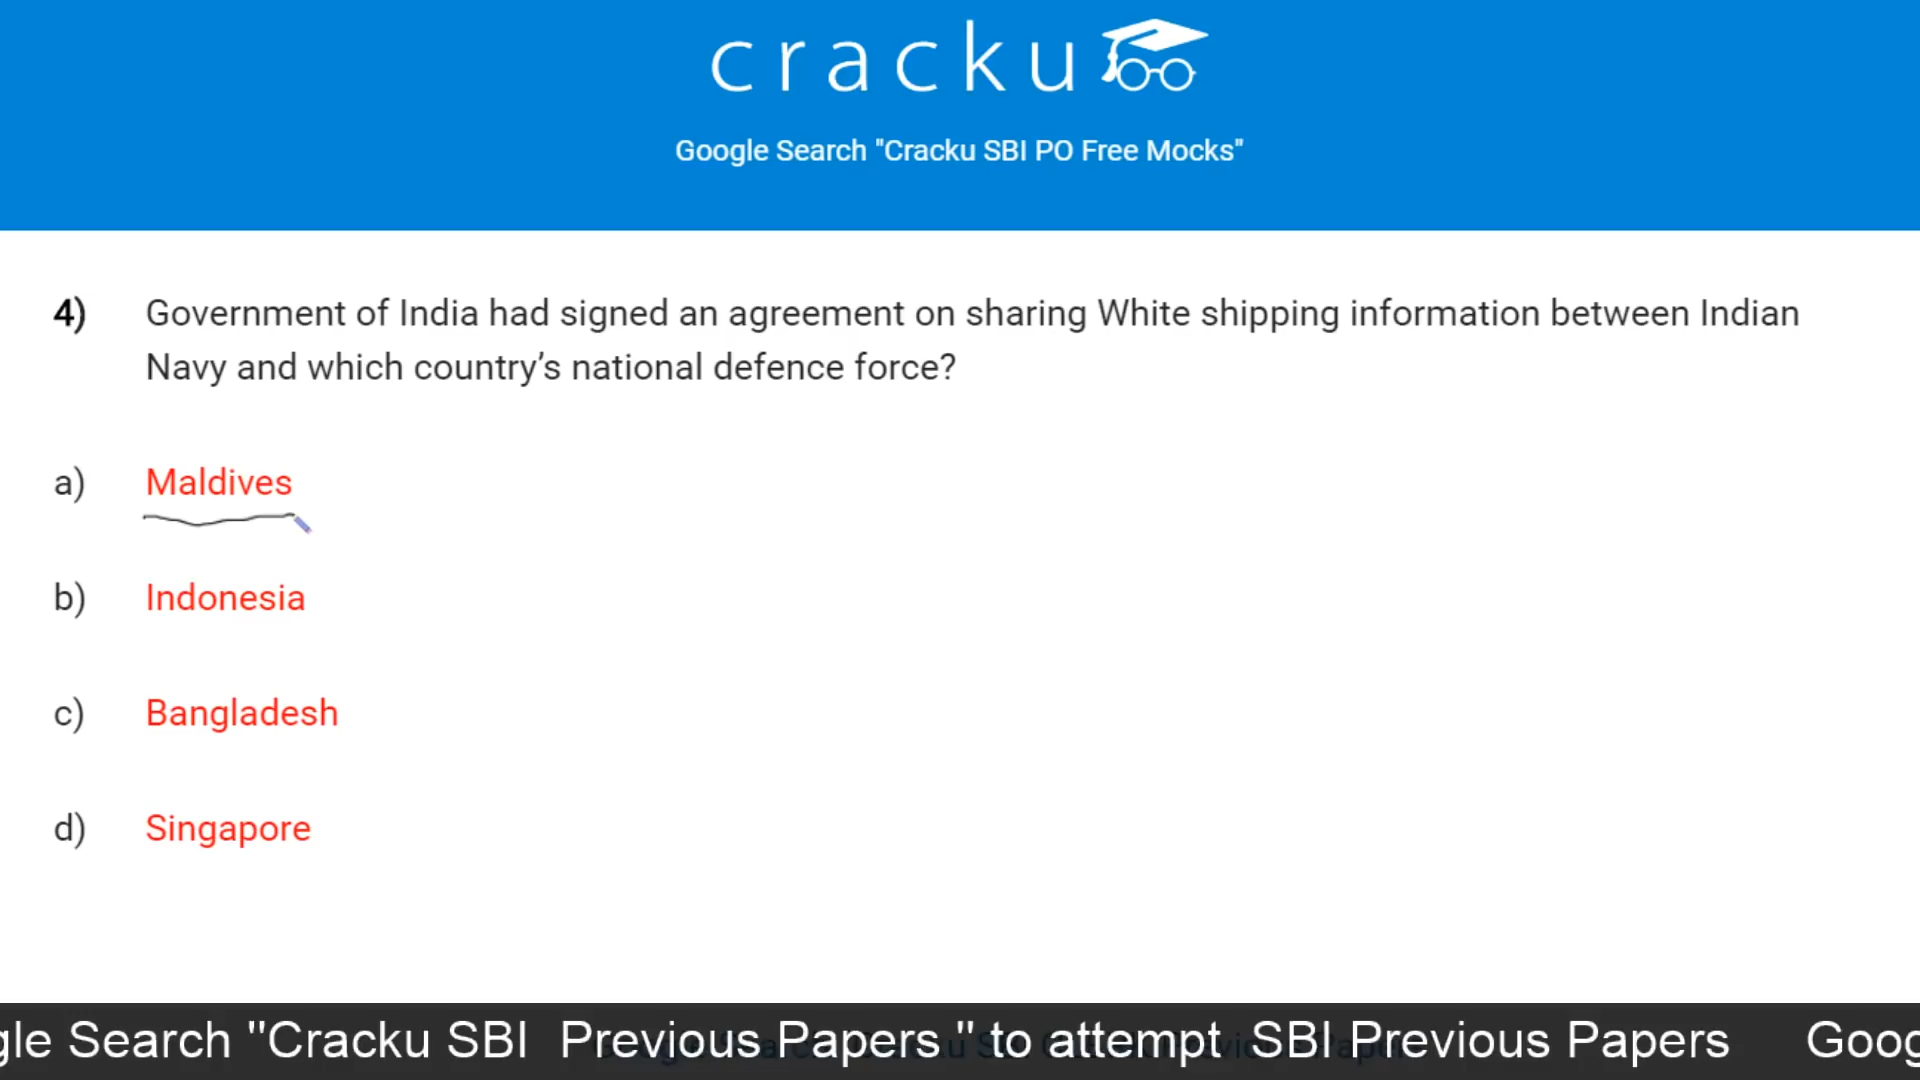 cracku
Google Search "Cracku SBI PO Free Mocks"
4) Government of India had signed an agreement on sharing White shipping information between Indian
Navy and which country’s national defence force?
a) Maldives
b) Indonesia
c) Bangladesh
d) Singapore
gle Search "Cracku SBI Previous Papers " to attempt SBI Previous Papers Goog